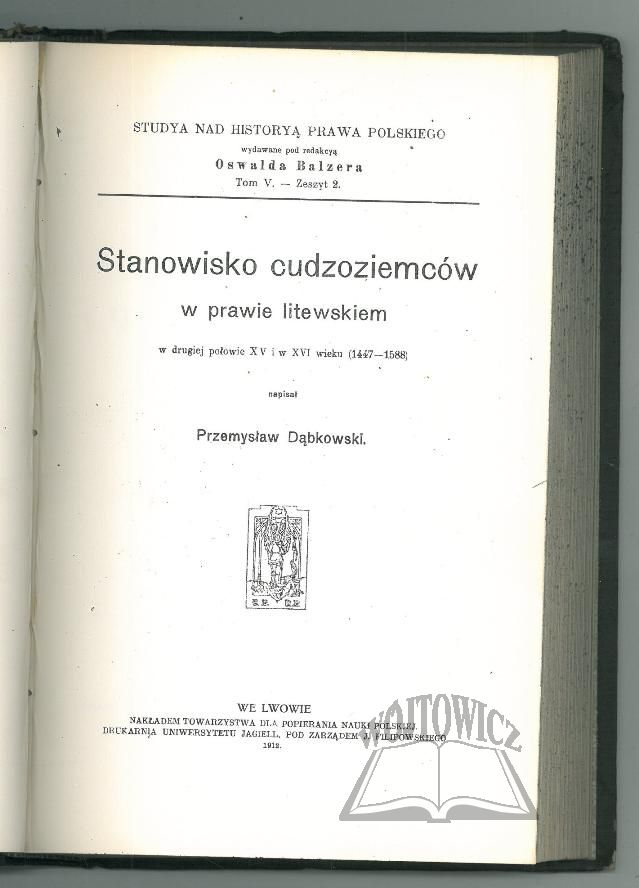 STUDYA NAD HISTORYĄ PRAWA POLSKIEGO
wydawane pod redakcyą
Oswalda Balzera
Tom V. — Zeszyt 2.
Stanowisko cudzoziemców
w prawie litewskiem
w drugiej połowie XV i w XVI wieku (1447—1588)
napisał
Przemysław Dąbkowski.
WE LWOWIE
NAKŁADEM TOWARZYSTWA DLA POPIERANIA NAUKI POLSKIEJ.
DRUKARNIA UNIWERSYTETU JAGIELL. POD ZARZĄDEM J. FILIPOWSKIEGO
1912.
WÓJTOWICZ